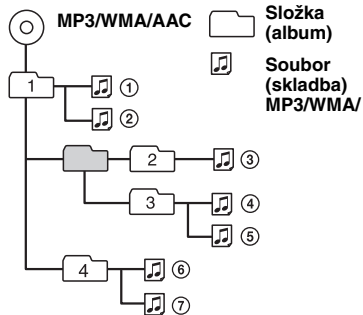 MP3/WMA/AAC
Složka
(album)
Soubor
(skladba)
MP3/WMA/
1
①
②
2
③
3
④
⑤
4
⑥
⑦